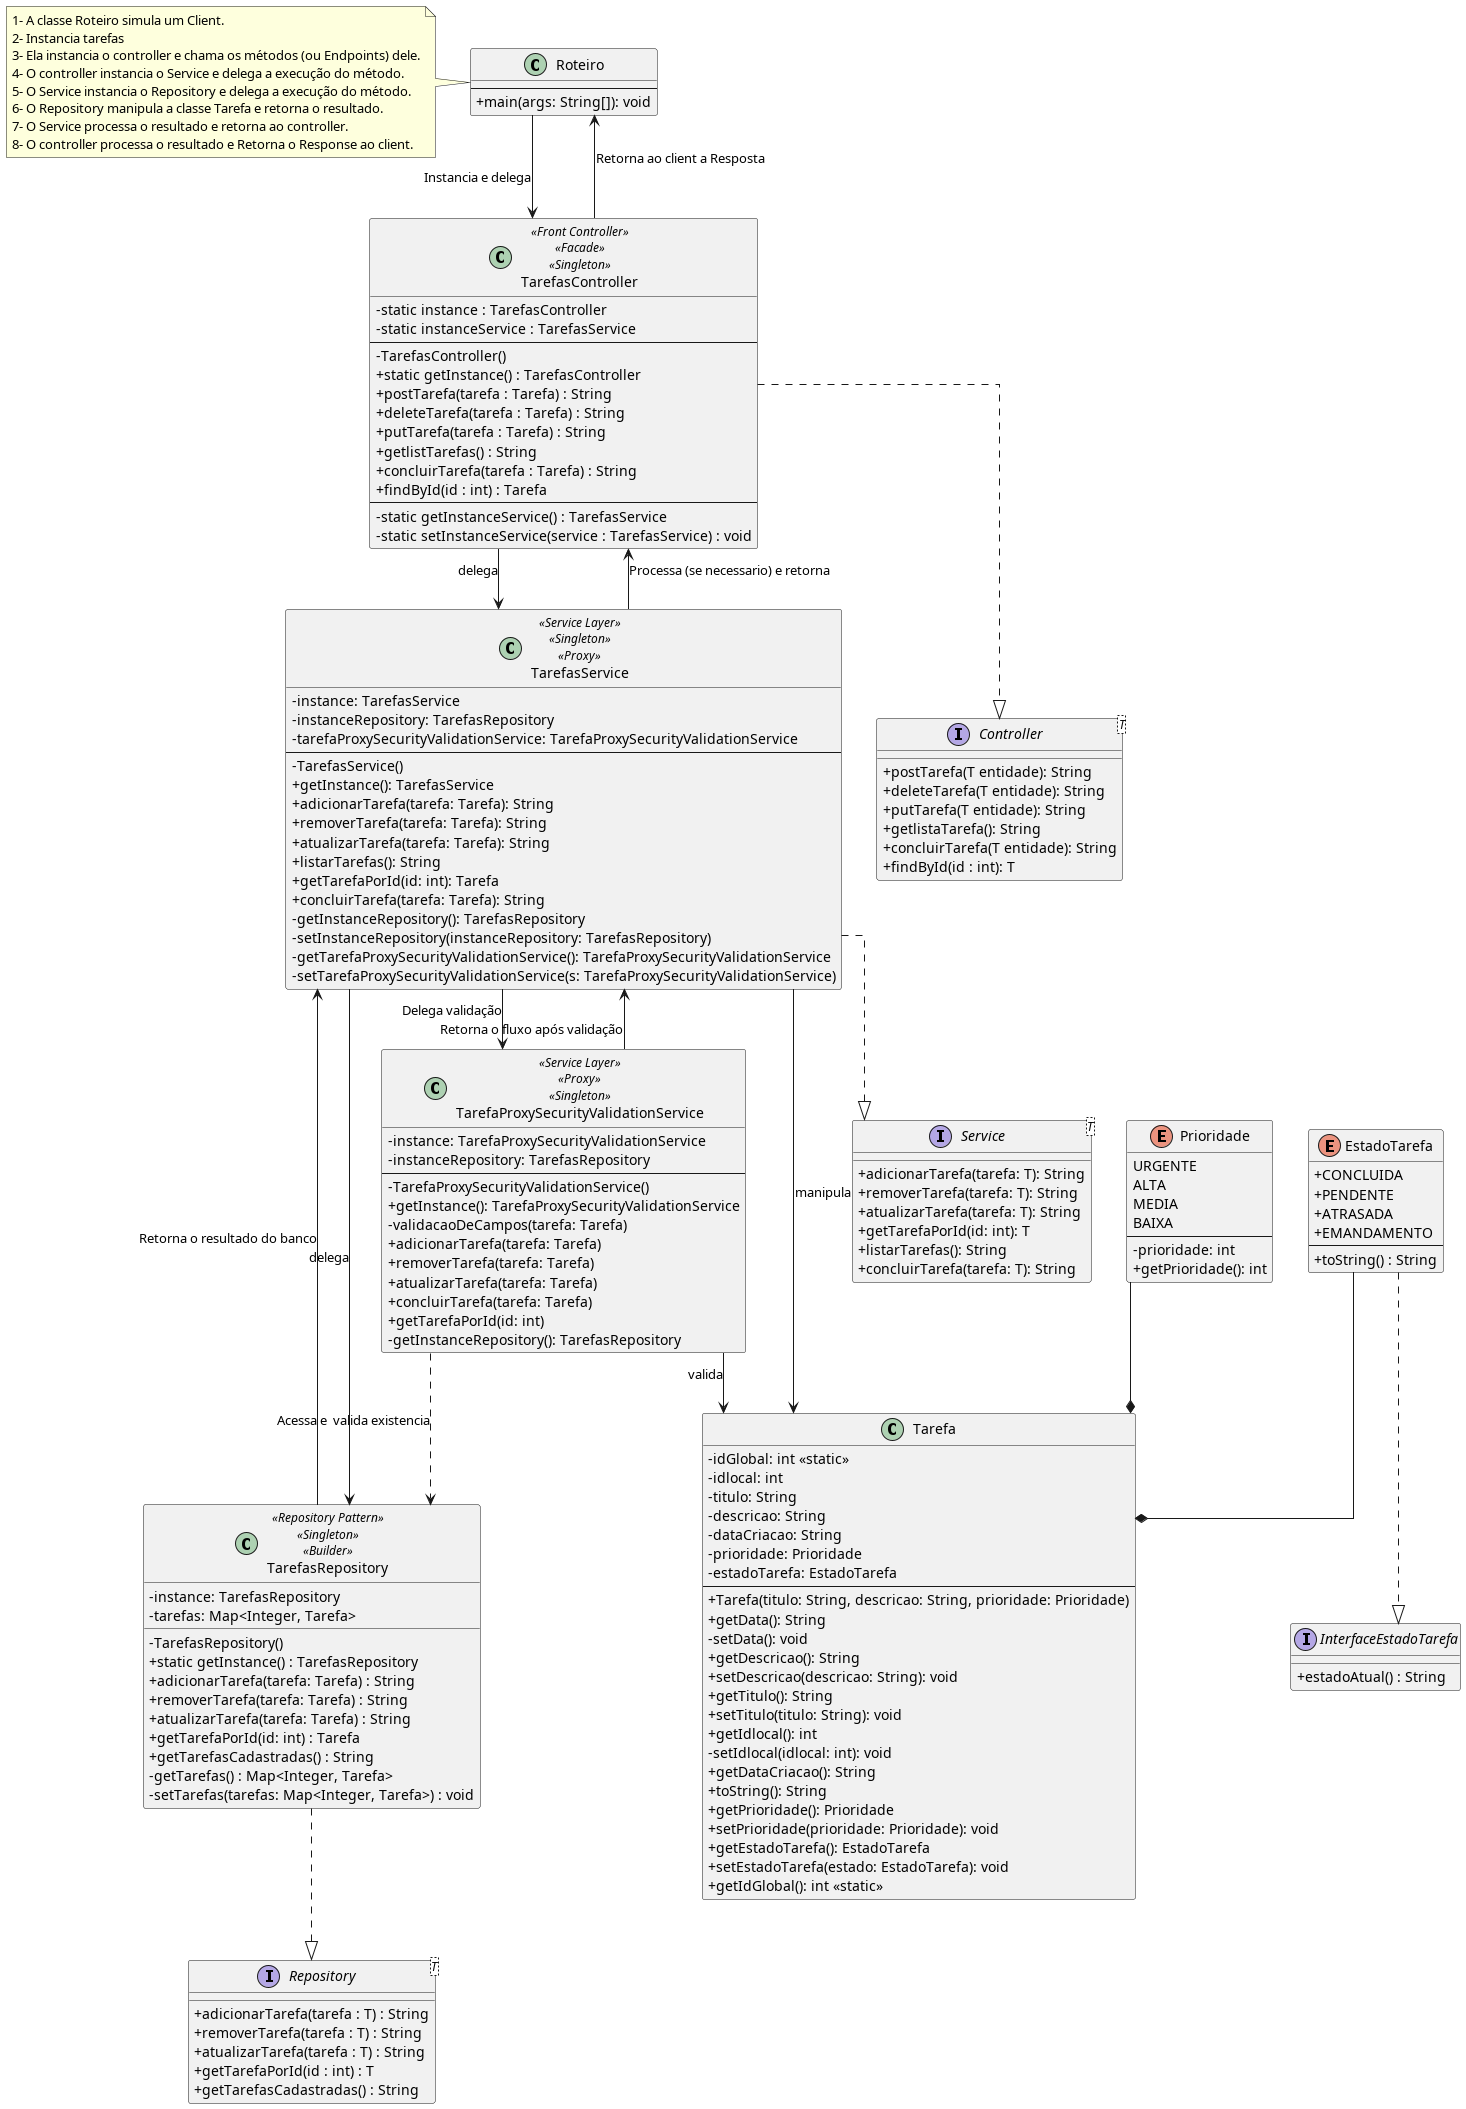 1- A classe Roteiro simula um Client.
2- Instancia tarefas
3- Ela instancia o controller e chama os métodos (ou Endpoints) dele.
4- O controller instancia o Service e delega a execução do método.
5- O Service instancia o Repository e delega a execução do método.
6- O Repository manipula a classe Tarefa e retorna o resultado.
7- O Service processa o resultado e retorna ao controller.
8- O controller processa o resultado e Retorna o Response ao client.
C Roteiro
+main(args: String[]): void
Retorna ao client a Resposta
Instancia e delega
«Front Controller»
«Facade»
«Singleton»
C TarefasController
-static instance : TarefasController
-static instanceService : TarefasService
-TarefasController()
+static getInstance() : TarefasController
+postTarefa(tarefa : Tarefa) : String
+deleteTarefa(tarefa : Tarefa) : String
+putTarefa(tarefa : Tarefa) : String
+getlistTarefas() : String
+concluirTarefa(tarefa : Tarefa) : String
+findById(id : int) : Tarefa
-static getInstanceService() : TarefasService
-static setInstanceService(service : TarefasService) : void
delega
Processa (se necessario) e retorna
«Service Layer»
«Singleton»
«Proxy»
C TarefasService
-instance: TarefasService
-instanceRepository: TarefasRepository
-tarefaProxySecurityValidationService: TarefaProxySecurityValidationService
-TarefasService()
+getInstance(): TarefasService
+adicionarTarefa(tarefa: Tarefa): String
+removerTarefa(tarefa: Tarefa): String
+atualizarTarefa(tarefa: Tarefa): String
+listarTarefas(): String
+getTarefaPorId(id: int): Tarefa
+concluirTarefa(tarefa: Tarefa): String
-getInstanceRepository(): TarefasRepository
-setInstanceRepository(instanceRepository: TarefasRepository)
-getTarefaProxySecurityValidationService(): TarefaProxySecurityValidationService
-setTarefaProxySecurityValidationService(s: TarefaProxySecurityValidationService)
I Controller T
+postTarefa(T entidade): String
+deleteTarefa(T entidade): String
+putTarefa(T entidade): String
+getlistaTarefa(): String
+concluirTarefa(T entidade): String
+findById(id : int): T
Delega validação
Retorna o fluxo após validação
«Service Layer»
«Proxy»
«Singleton»
C TarefaProxySecurityValidationService
-instance: TarefaProxySecurityValidationService
-instanceRepository: TarefasRepository
-TarefaProxySecurityValidationService()
+getInstance(): TarefaProxySecurityValidationService
-validacaoDeCampos(tarefa: Tarefa)
+adicionarTarefa(tarefa: Tarefa)
+removerTarefa(tarefa: Tarefa)
+atualizarTarefa(tarefa: Tarefa)
+concluirTarefa(tarefa: Tarefa)
+getTarefaPorId(id: int)
-getInstanceRepository(): TarefasRepository
manipula
I Service T
+adicionarTarefa(tarefa: T): String
+removerTarefa(tarefa: T): String
+atualizarTarefa(tarefa: T): String
+getTarefaPorId(id: int): T
+listarTarefas(): String
+concluirTarefa(tarefa: T): String
E Prioridade
URGENTE
ALTA
MEDIA
BAIXA
-prioridade: int
+getPrioridade(): int
E EstadoTarefa
+CONCLUIDA
+PENDENTE
+ATRASADA
+EMANDAMENTO
+toString() : String
Retorna o resultado do banco
delega
valida
Acessa e valida existencia
C Tarefa
-idGlobal: int «static»
-idlocal: int
-titulo: String
-descricao: String
-dataCriacao: String
-prioridade: Prioridade
-estadoTarefa: EstadoTarefa
+Tarefa(titulo: String, descricao: String, prioridade: Prioridade)
+getData(): String
-setData(): void
+getDescricao(): String
+setDescricao(descricao: String): void
+getTitulo(): String
+setTitulo(titulo: String): void
+getIdlocal(): int
-setIdlocal(idlocal: int): void
+getDataCriacao(): String
+toString(): String
+getPrioridade(): Prioridade
+setPrioridade(prioridade: Prioridade): void
+getEstadoTarefa(): EstadoTarefa
+setEstadoTarefa(estado: EstadoTarefa): void
+getIdGlobal(): int «static»
«Repository Pattern»
«Singleton»
«Builder»
C TarefasRepository
-instance: TarefasRepository
-tarefas: Map<Integer, Tarefa>
-TarefasRepository()
+static getInstance() : TarefasRepository
+adicionarTarefa(tarefa: Tarefa) : String
+removerTarefa(tarefa: Tarefa) : String
+atualizarTarefa(tarefa: Tarefa) : String
+getTarefaPorId(id: int) : Tarefa
+getTarefasCadastradas() : String
-getTarefas() : Map<Integer, Tarefa>
-setTarefas(tarefas: Map<Integer, Tarefa>) : void
I InterfaceEstadoTarefa
+estadoAtual() : String
I Repository T
+adicionarTarefa(tarefa : T) : String
+removerTarefa(tarefa : T) : String
+atualizarTarefa(tarefa : T) : String
+getTarefaPorId(id : int) : T
+getTarefasCadastradas() : String